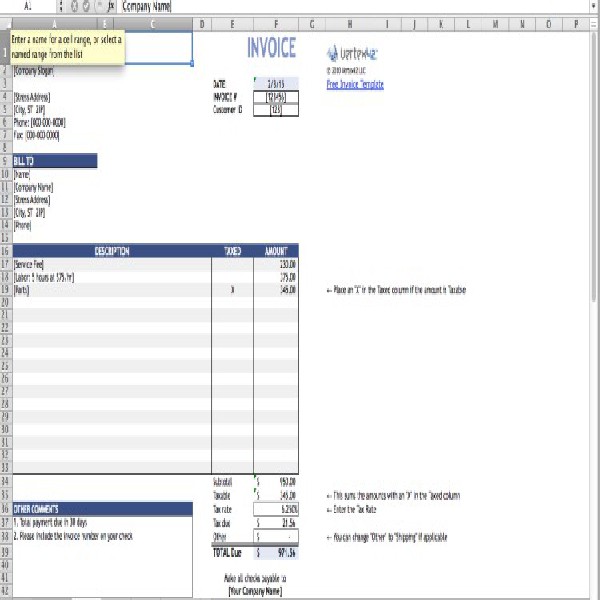 A1 fx [Company Name]
A B C D E F G H I J K L M N O P
Enter a name for a cell range, or select a
named range from the list
1 INVOICE vertex42
2 [Company Slogan] © 2010 Vertex42 LLC
3 DATE 2/8/15 Free Invoice Template
4 [Street Address] INVOICE # [123456]
5 [City, ST ZIP] Customer ID [123]
6 Phone: [000-000-0000]
7 Fax: [000-000-0000]
8
9 BILL TO
10 [Name]
11 [Company Name]
12 [Street Address]
13 [City, ST ZIP]
14 [Phone]
15
16 DESCRIPTION TAXED AMOUNT
17 [Service Fee] 230.00
18 [Labor: 5 hours at $75/hr] 375.00
19 [Parts] X 345.00 ← Place an "X" in the Taxed column if the amount is Taxable
20
21
22
23
24
25
26
27
28
29
30
31
32
33
34 Subtotal $ 950.00
35 Taxable $ 345.00 ← This sums the amounts with an "X" in the Taxed column
36 OTHER COMMENTS Tax rate 6.250% ← Enter the Tax Rate
37 1. Total payment due in 30 days Tax due $ 21.56
38 2. Please include the invoice number on your check Other $ - ← You can change "Other" to "Shipping" if applicable
39 TOTAL Due $ 971.56
40
41 Make all checks payable to
42 [Your Company Name]